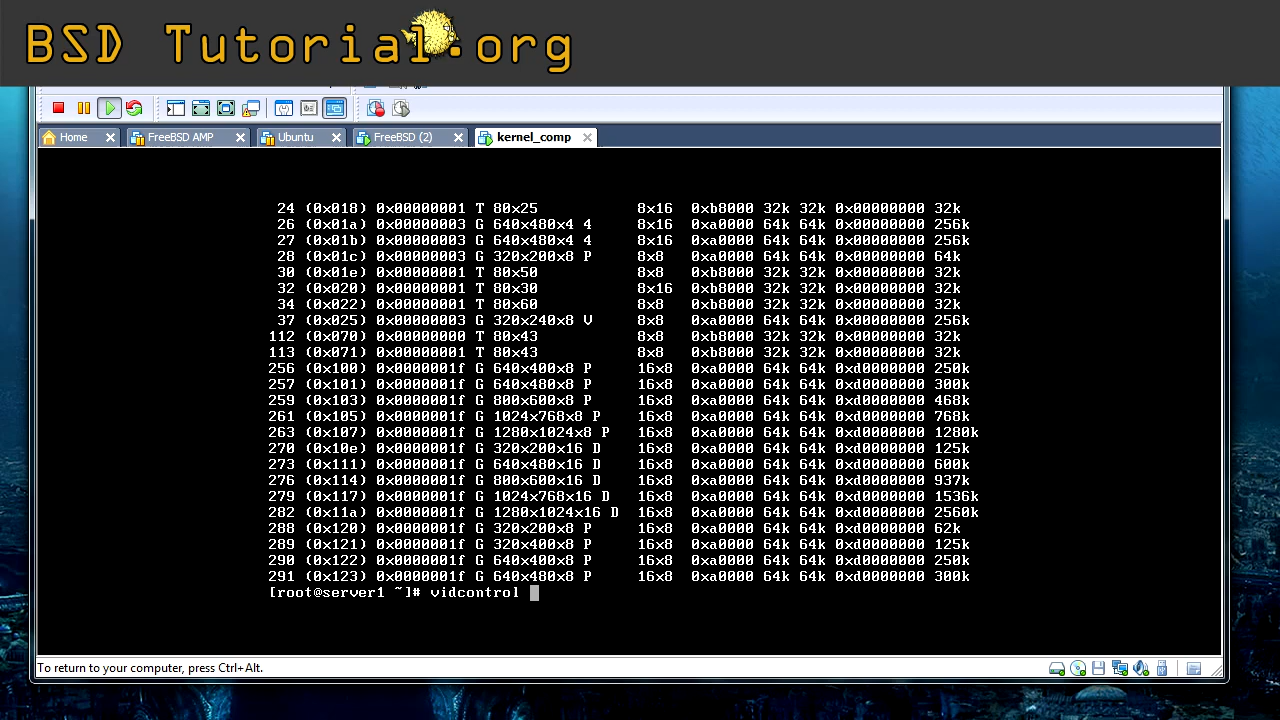 BSD Tutorial.org
Home
FreeBSD AMP
Ubuntu
FreeBSD (2)
kernel_comp
24 (0x018) 0x00000001 T 80x25 8x16 0xb8000 32k 32k 0x00000000 32k
26 (0x01a) 0x00000003 G 640x480x4 4 8x16 0xa0000 64k 64k 0x00000000 256k
27 (0x01b) 0x00000003 G 640x480x4 4 8x16 0xa0000 64k 64k 0x00000000 256k
28 (0x01c) 0x00000003 G 320x200x8 P 8x8 0xa0000 64k 64k 0x00000000 64k
30 (0x01e) 0x00000001 T 80x50 8x8 0xb8000 32k 32k 0x00000000 32k
32 (0x020) 0x00000001 T 80x30 8x16 0xb8000 32k 32k 0x00000000 32k
34 (0x022) 0x00000001 T 80x60 8x8 0xb8000 32k 32k 0x00000000 32k
37 (0x025) 0x00000003 G 320x240x8 V 8x8 0xa0000 64k 64k 0x00000000 256k
112 (0x070) 0x00000000 T 80x43 8x8 0xb8000 32k 32k 0x00000000 32k
113 (0x071) 0x00000001 T 80x43 8x8 0xb8000 32k 32k 0x00000000 32k
256 (0x100) 0x0000001f G 640x400x8 P 16x8 0xa0000 64k 64k 0xd0000000 250k
257 (0x101) 0x0000001f G 640x480x8 P 16x8 0xa0000 64k 64k 0xd0000000 300k
259 (0x103) 0x0000001f G 800x600x8 P 16x8 0xa0000 64k 64k 0xd0000000 468k
261 (0x105) 0x0000001f G 1024x768x8 P 16x8 0xa0000 64k 64k 0xd0000000 768k
263 (0x107) 0x0000001f G 1280x1024x8 P 16x8 0xa0000 64k 64k 0xd0000000 1280k
270 (0x10e) 0x0000001f G 320x200x16 D 16x8 0xa0000 64k 64k 0xd0000000 125k
273 (0x111) 0x0000001f G 640x480x16 D 16x8 0xa0000 64k 64k 0xd0000000 600k
276 (0x114) 0x0000001f G 800x600x16 D 16x8 0xa0000 64k 64k 0xd0000000 937k
279 (0x117) 0x0000001f G 1024x768x16 D 16x8 0xa0000 64k 64k 0xd0000000 1536k
282 (0x11a) 0x0000001f G 1280x1024x16 D 16x8 0xa0000 64k 64k 0xd0000000 2560k
288 (0x120) 0x0000001f G 320x200x8 P 16x8 0xa0000 64k 64k 0xd0000000 62k
289 (0x121) 0x0000001f G 320x400x8 P 16x8 0xa0000 64k 64k 0xd0000000 125k
290 (0x122) 0x0000001f G 640x400x8 P 16x8 0xa0000 64k 64k 0xd0000000 250k
291 (0x123) 0x0000001f G 640x480x8 P 16x8 0xa0000 64k 64k 0xd0000000 300k
[root@server1 ~]# vidcontrol
To return to your computer, press Ctrl+Alt.